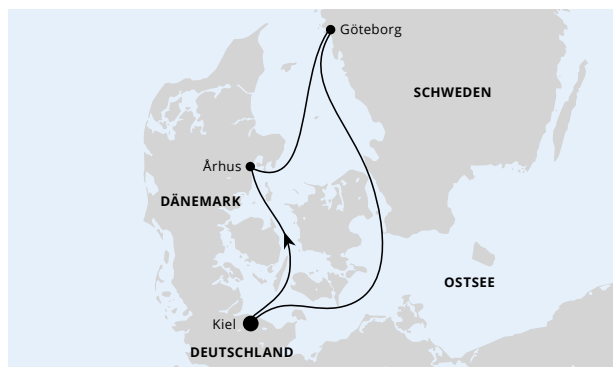 Göteborg
SCHWEDEN
Århus
DÄNEMARK
OSTSEE
Kiel
DEUTSCHLAND